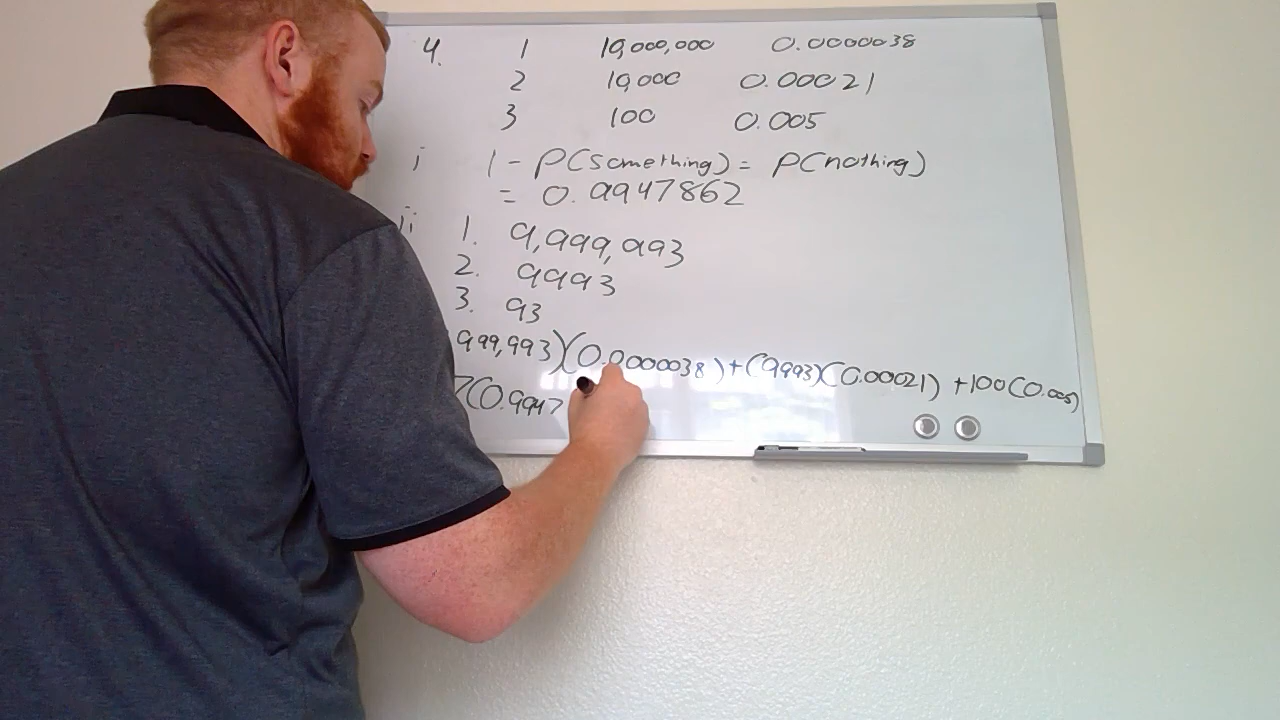 4. 1 10,000,000 0.0000038
2 10,000 0.00021
3 100 0.005
i 1 - P(something) = P(nothing)
= 0.9947862
ii 1. 9,999,993
2. 9993
3. 93
999,993)(0.0000038) + (9993)(0.00021) + 100(0.005)
7(0.9947